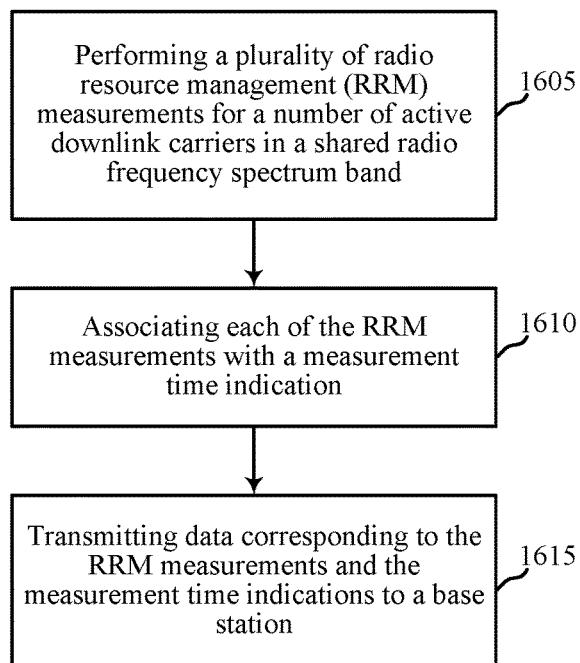 Performing a plurality of radio
resource management (RRM)
measurements for a number of active
downlink carriers in a shared radio
frequency spectrum band
1605
Associating each of the RRM
measurements with a measurement
time indication
1610
Transmitting data corresponding to the
RRM measurements and the
measurement time indications to a base
station
1615